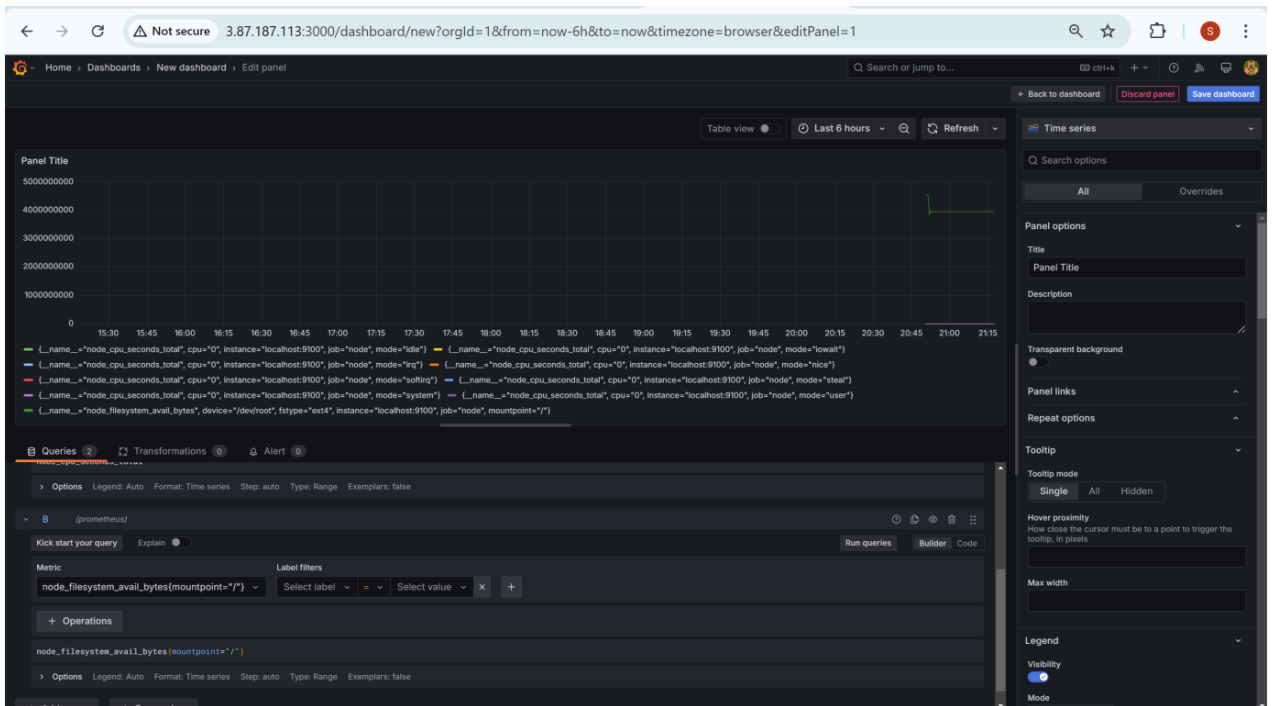 Not secure 3.87.187.113:3000/dashboard/new?orgId=1&from=now-6h&to=now&timezone=browser&editPanel=1 S
Home › Dashboards › New dashboard › Edit panel Search or jump to... ctrl+k
Back to dashboard Discard panel Save dashboard
Table view Last 6 hours Refresh Time series
Panel Title
5000000000
4000000000
3000000000
2000000000
1000000000
0
15:30 15:45 16:00 16:15 16:30 16:45 17:00 17:15 17:30 17:45 18:00 18:15 18:30 18:45 19:00 19:15 19:30 19:45 20:00 20:15 20:30 20:45 21:00 21:15
{__name__="node_cpu_seconds_total", cpu="0", instance="localhost:9100", job="node", mode="idle"} {__name__="node_cpu_seconds_total", cpu="0", instance="localhost:9100", job="node", mode="iowait"}
{__name__="node_cpu_seconds_total", cpu="0", instance="localhost:9100", job="node", mode="irq"} {__name__="node_cpu_seconds_total", cpu="0", instance="localhost:9100", job="node", mode="nice"}
{__name__="node_cpu_seconds_total", cpu="0", instance="localhost:9100", job="node", mode="softirq"} {__name__="node_cpu_seconds_total", cpu="0", instance="localhost:9100", job="node", mode="steal"}
{__name__="node_cpu_seconds_total", cpu="0", instance="localhost:9100", job="node", mode="system"} {__name__="node_cpu_seconds_total", cpu="0", instance="localhost:9100", job="node", mode="user"}
{__name__="node_filesystem_avail_bytes", device="/dev/root", fstype="ext4", instance="localhost:9100", job="node", mountpoint="/"}
Queries 2 Transformations 0 Alert 0
node_cpu_seconds_total
› Options Legend: Auto Format: Time series Step: auto Type: Range Exemplars: false
B (prometheus)
Kick start your query Explain Run queries Builder Code
Metric Label filters
node_filesystem_avail_bytes{mountpoint="/"} Select label = Select value × +
+ Operations
node_filesystem_avail_bytes{mountpoint="/"}
› Options Legend: Auto Format: Time series Step: auto Type: Range Exemplars: false
Search options
All Overrides
Panel options
Title
Panel Title
Description
Transparent background
Panel links
Repeat options
Tooltip
Tooltip mode
Single All Hidden
Hover proximity
How close the cursor must be to a point to trigger the
tooltip, in pixels
Max width
Legend
Visibility
Mode